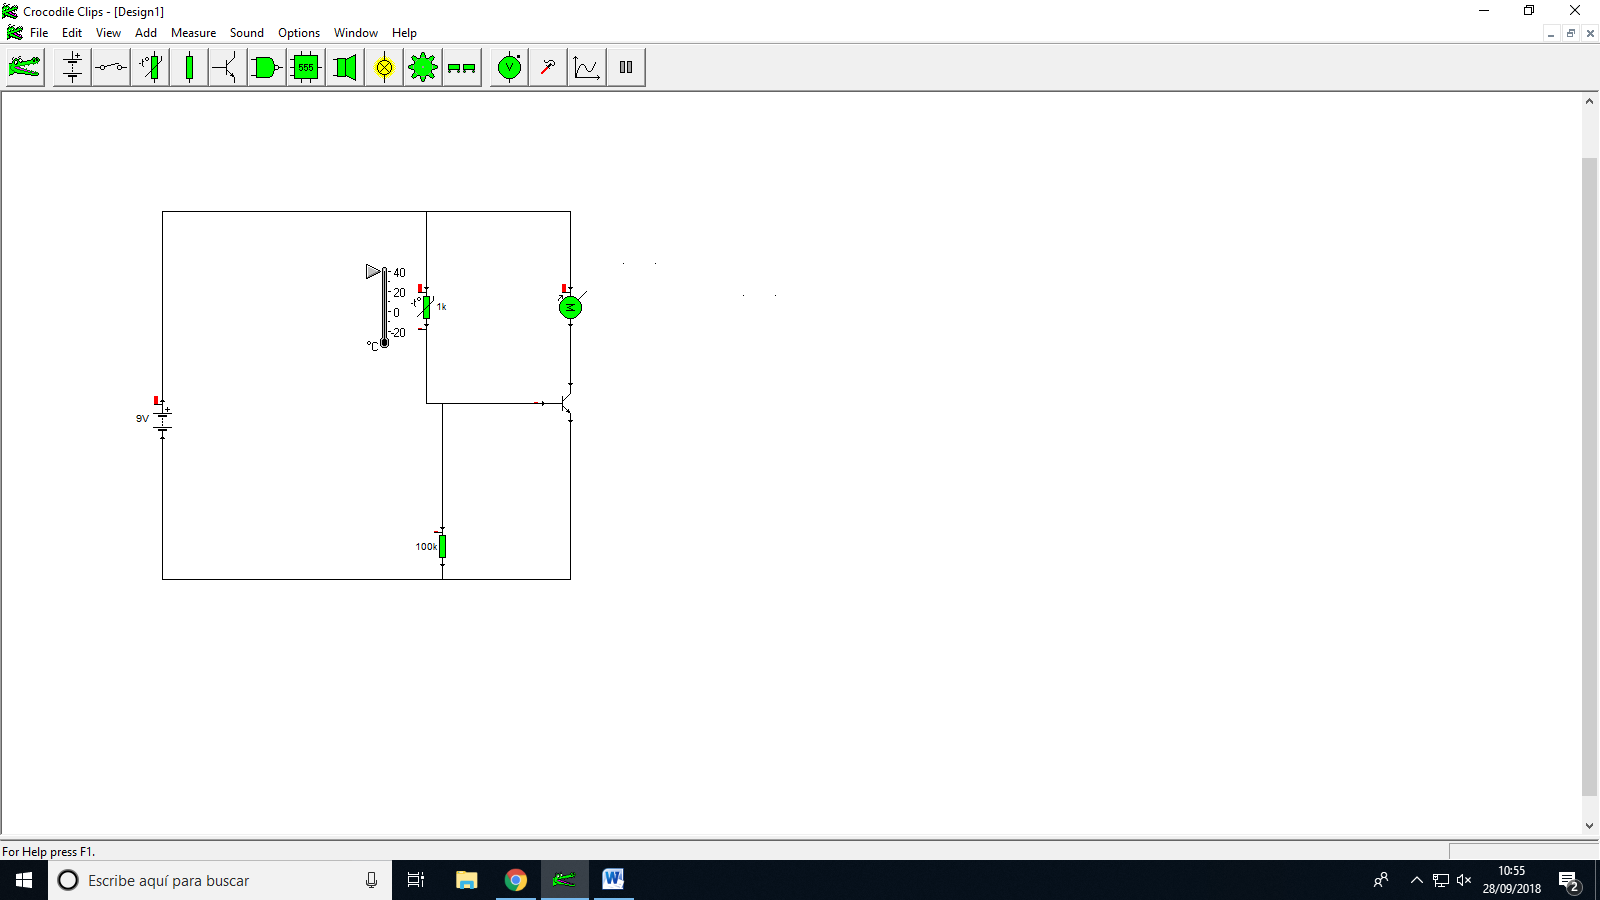 Crocodile Clips - [Design1]
File Edit View Add Measure Sound Options Window Help
555
V
40
20
0
-20
°C
-t°
1k
M
9V
100k
For Help press F1.
Escribe aquí para buscar
10:55
28/09/2018
2